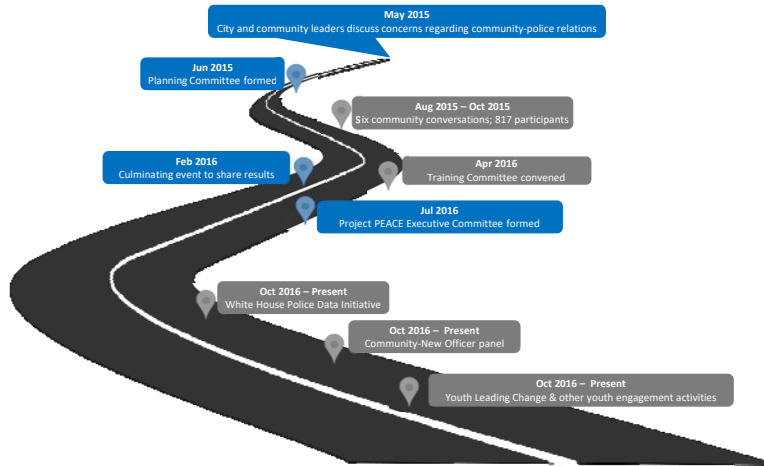 May 2015
City and community leaders discuss concerns regarding community-police relations
Jun 2015
Planning Committee formed
Aug 2015 – Oct 2015
Six community conversations; 817 participants
Feb 2016
Culminating event to share results
Apr 2016
Training Committee convened
Jul 2016
Project PEACE Executive Committee formed
Oct 2016 – Present
White House Police Data Initiative
Oct 2016 – Present
Community-New Officer panel
Oct 2016 – Present
Youth Leading Change & other youth engagement activities